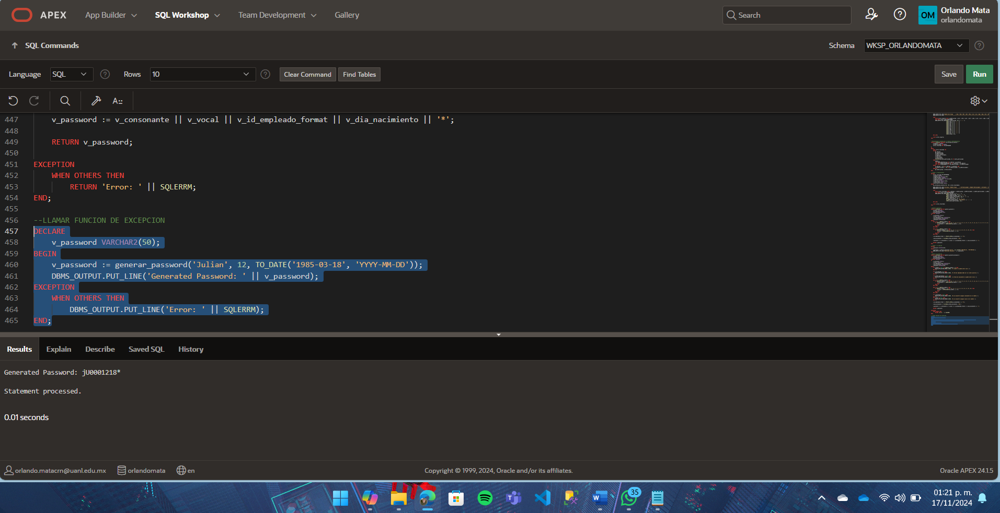 APEX App Builder SQL Workshop Team Development Gallery Search Orlando Mata
OM orlandomata
SQL Commands Schema WKSP_ORLANDOMATA
Language SQL Rows 10 Clear Command Find Tables Save Run
447 v_password := v_consonante || v_vocal || v_id_empleado_format || v_dia_nacimiento || '*';
448
449 RETURN v_password;
450
451 EXCEPTION
452 WHEN OTHERS THEN
453 RETURN 'Error: ' || SQLERRM;
454 END;
455
456 --LLAMAR FUNCION DE EXCEPCION
457 DECLARE
458 v_password VARCHAR2(50);
459 BEGIN
460 v_password := generar_password('Julian', 12, TO_DATE('1985-03-18', 'YYYY-MM-DD'));
461 DBMS_OUTPUT.PUT_LINE('Generated Password: ' || v_password);
462 EXCEPTION
463 WHEN OTHERS THEN
464 DBMS_OUTPUT.PUT_LINE('Error: ' || SQLERRM);
465 END;
Results Explain Describe Saved SQL History
Generated Password: jU0001218*
Statement processed.
0.01 seconds
orlando.matacrn@uanl.edu.mx orlandomata en Copyright © 1999, 2024, Oracle and/or its affiliates. Oracle APEX 24.1.5
35
01:21 p. m.
17/11/2024